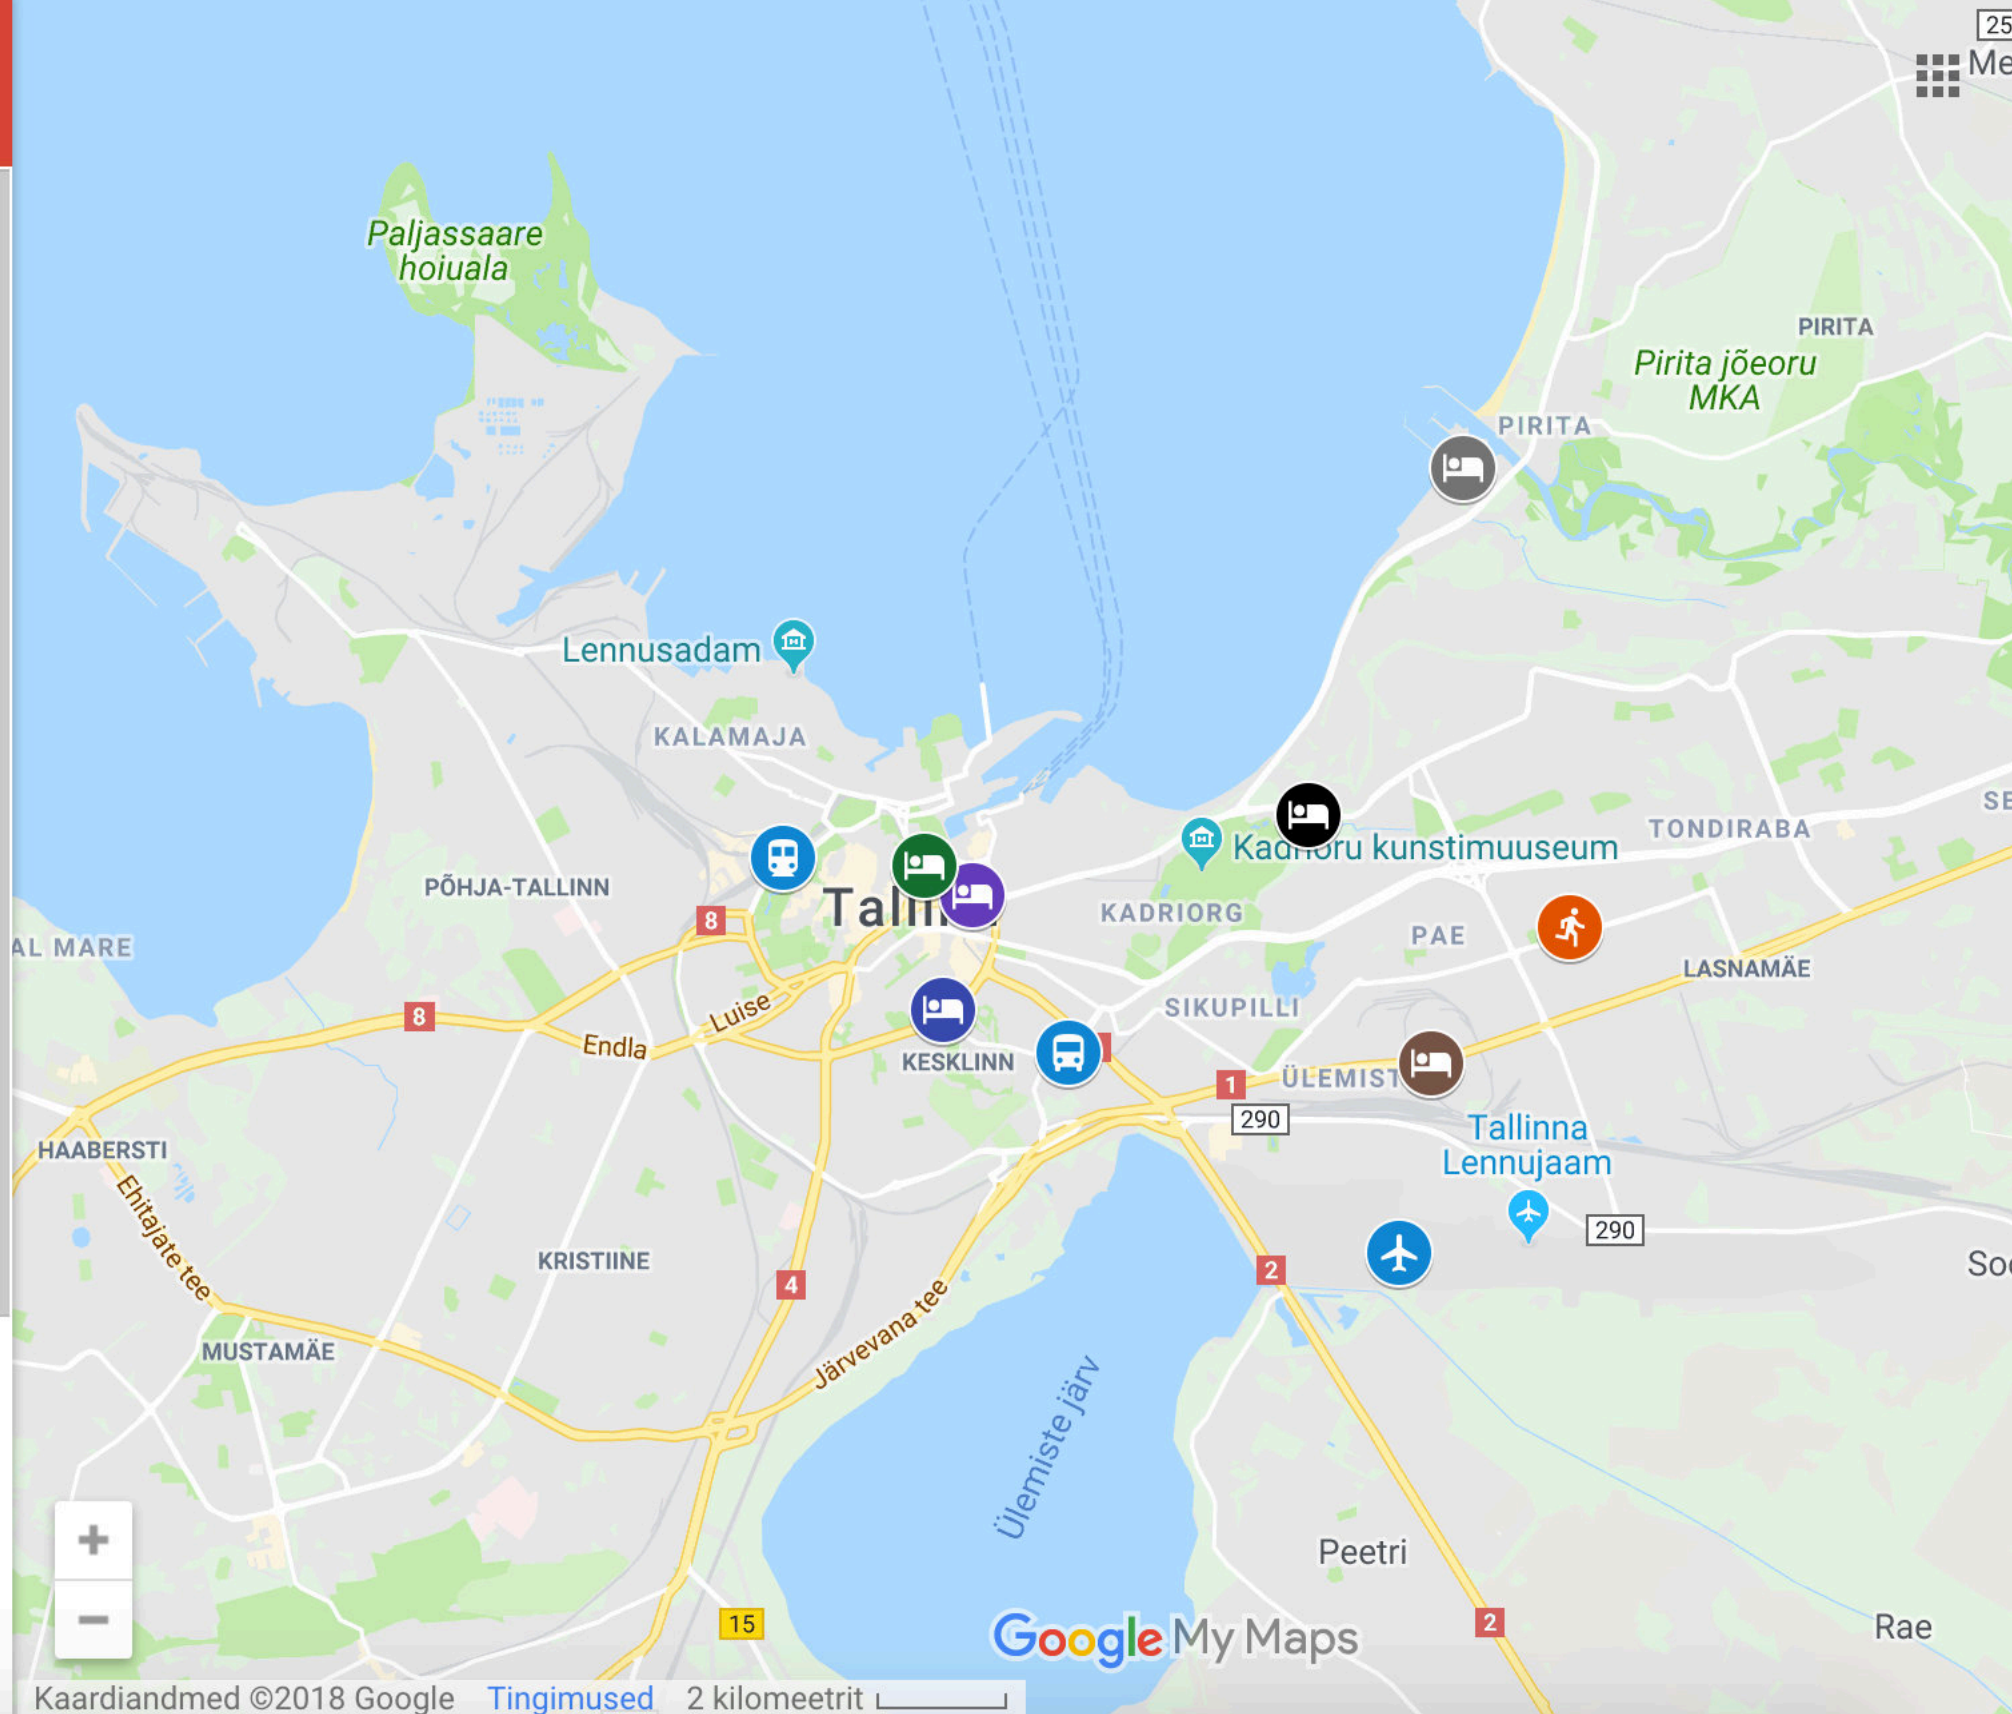 25
Paljassaare
hoiuala
PIRITA
Pirita jõeoru
MKA
PIRITA
Lennusadam
KALAMAJA
TONDIRABA
Kadrioru kunstimuuseum
PÕHJA-TALLINN
8
KADRIORG
PAE
LASNAMÄE
AL MARE
8
Luise
Endla
SIKUPILLI
KESKLINN
1
ÜLEMIST
290
Tallinna
Lennujaam
HAABERSTI
Ehitajate tee
290
KRISTIINE
2
4
Järvevana tee
MUSTAMÄE
Ülemiste järv
Peetri
15
2
Rae
Google My Maps
Kaardiandmed ©2018 Google Tingimused 2 kilomeetrit